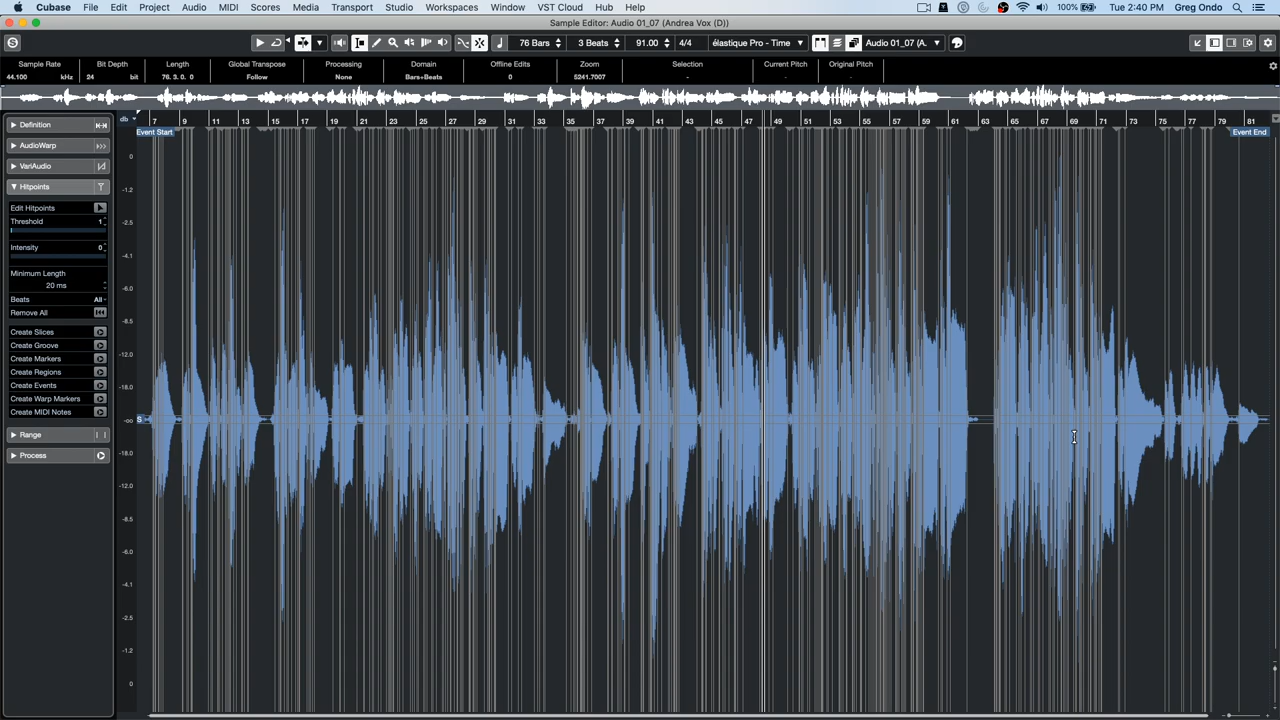 Cubase File Edit Project Audio MIDI Scores Media Transport Studio Workspaces Window VST Cloud Hub Help 100% Tue 2:40 PM Greg Ondo
Sample Editor: Audio 01_07 (Andrea Vox (D))
76 Bars 3 Beats 91.00 4/4 élastique Pro - Time Audio 01_07 (A.
Sample Rate Bit Depth Length Global Transpose Processing Domain Offline Edits Zoom Selection Current Pitch Original Pitch
44.100 kHz 24 bit 76. 3. 0. 0 Follow None Bars+Beats 0 5241.7007 - - -
db 7 9 11 13 15 17 19 21 23 25 27 29 31 33 35 37 39 41 43 45 47 49 51 53 55 57 59 61 63 65 67 69 71 73 75 77 79 81
Event Start Event End
Definition
AudioWarp
VariAudio
Hitpoints
Edit Hitpoints
Threshold 1
Intensity 0
Minimum Length
20 ms
Beats All
Remove All
Create Slices
Create Groove
Create Markers
Create Regions
Create Events
Create Warp Markers
Create MIDI Notes
Range
Process
0
-1.2
-2.5
-4.1
-6.0
-8.5
-12.0
-18.0
-oo
S
-18.0
-12.0
-8.5
-6.0
-4.1
-2.5
-1.2
0